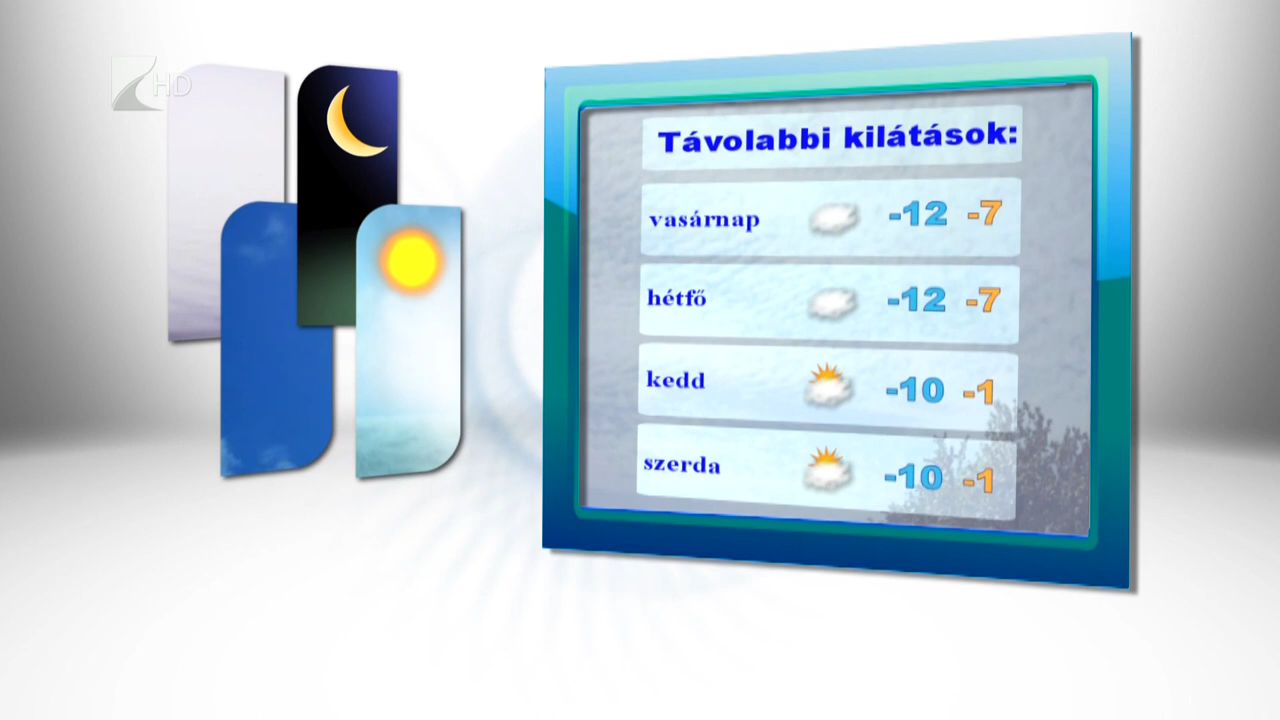 HD
Távolabbi kilátások:
vasárnap -12 -7
hétfő -12 -7
kedd -10 -1
szerda -10 -1